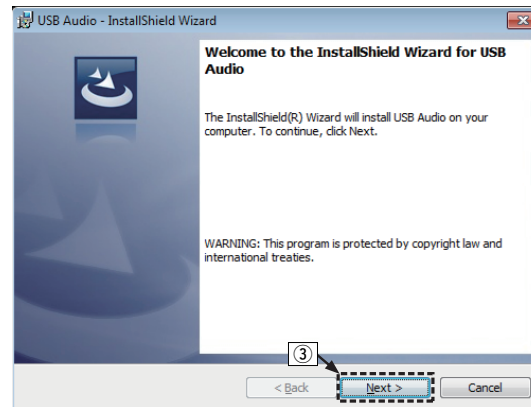 USB Audio - InstallShield Wizard
Welcome to the InstallShield Wizard for USB
Audio
The InstallShield(R) Wizard will install USB Audio on your
computer. To continue, click Next.
WARNING: This program is protected by copyright law and
international treaties.
③
< Back Next > Cancel